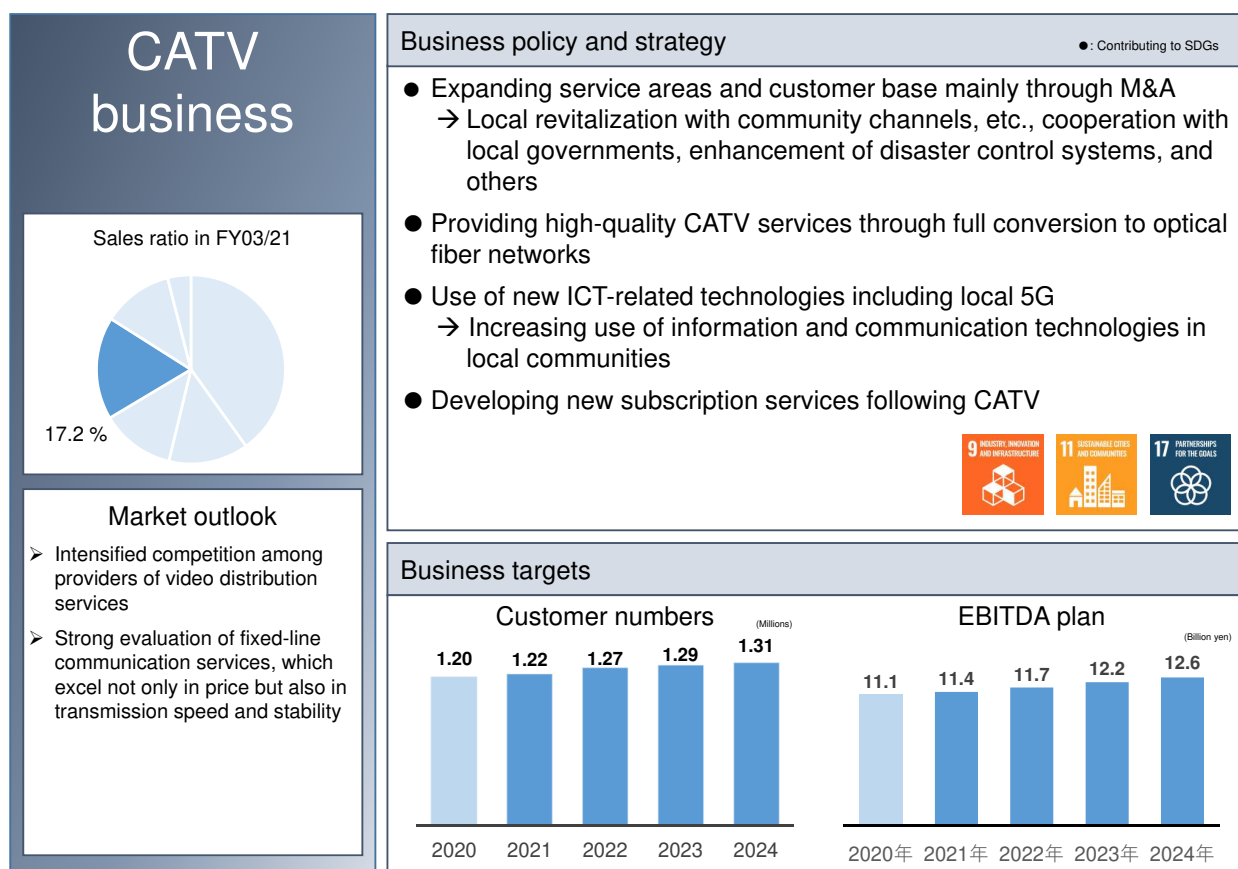 CATV
business
Sales ratio in FY03/21
17.2 %
Market outlook
➢ Intensified competition among
providers of video distribution
services
➢ Strong evaluation of fixed-line
communication services, which
excel not only in price but also in
transmission speed and stability
Business policy and strategy
●: Contributing to SDGs
● Expanding service areas and customer base mainly through M&A
→ Local revitalization with community channels, etc., cooperation with
local governments, enhancement of disaster control systems, and
others
● Providing high-quality CATV services through full conversion to optical
fiber networks
● Use of new ICT-related technologies including local 5G
→ Increasing use of information and communication technologies in
local communities
● Developing new subscription services following CATV
9 INDUSTRY, INNOVATION
AND INFRASTRUCTURE
11 SUSTAINABLE CITIES
AND COMMUNITIES
17 PARTNERSHIPS
FOR THE GOALS
Business targets
Customer numbers
(Millions)
1.20 1.22 1.27 1.29 1.31
2020 2021 2022 2023 2024
EBITDA plan
(Billion yen)
11.1 11.4 11.7 12.2 12.6
2020年 2021年 2022年 2023年 2024年